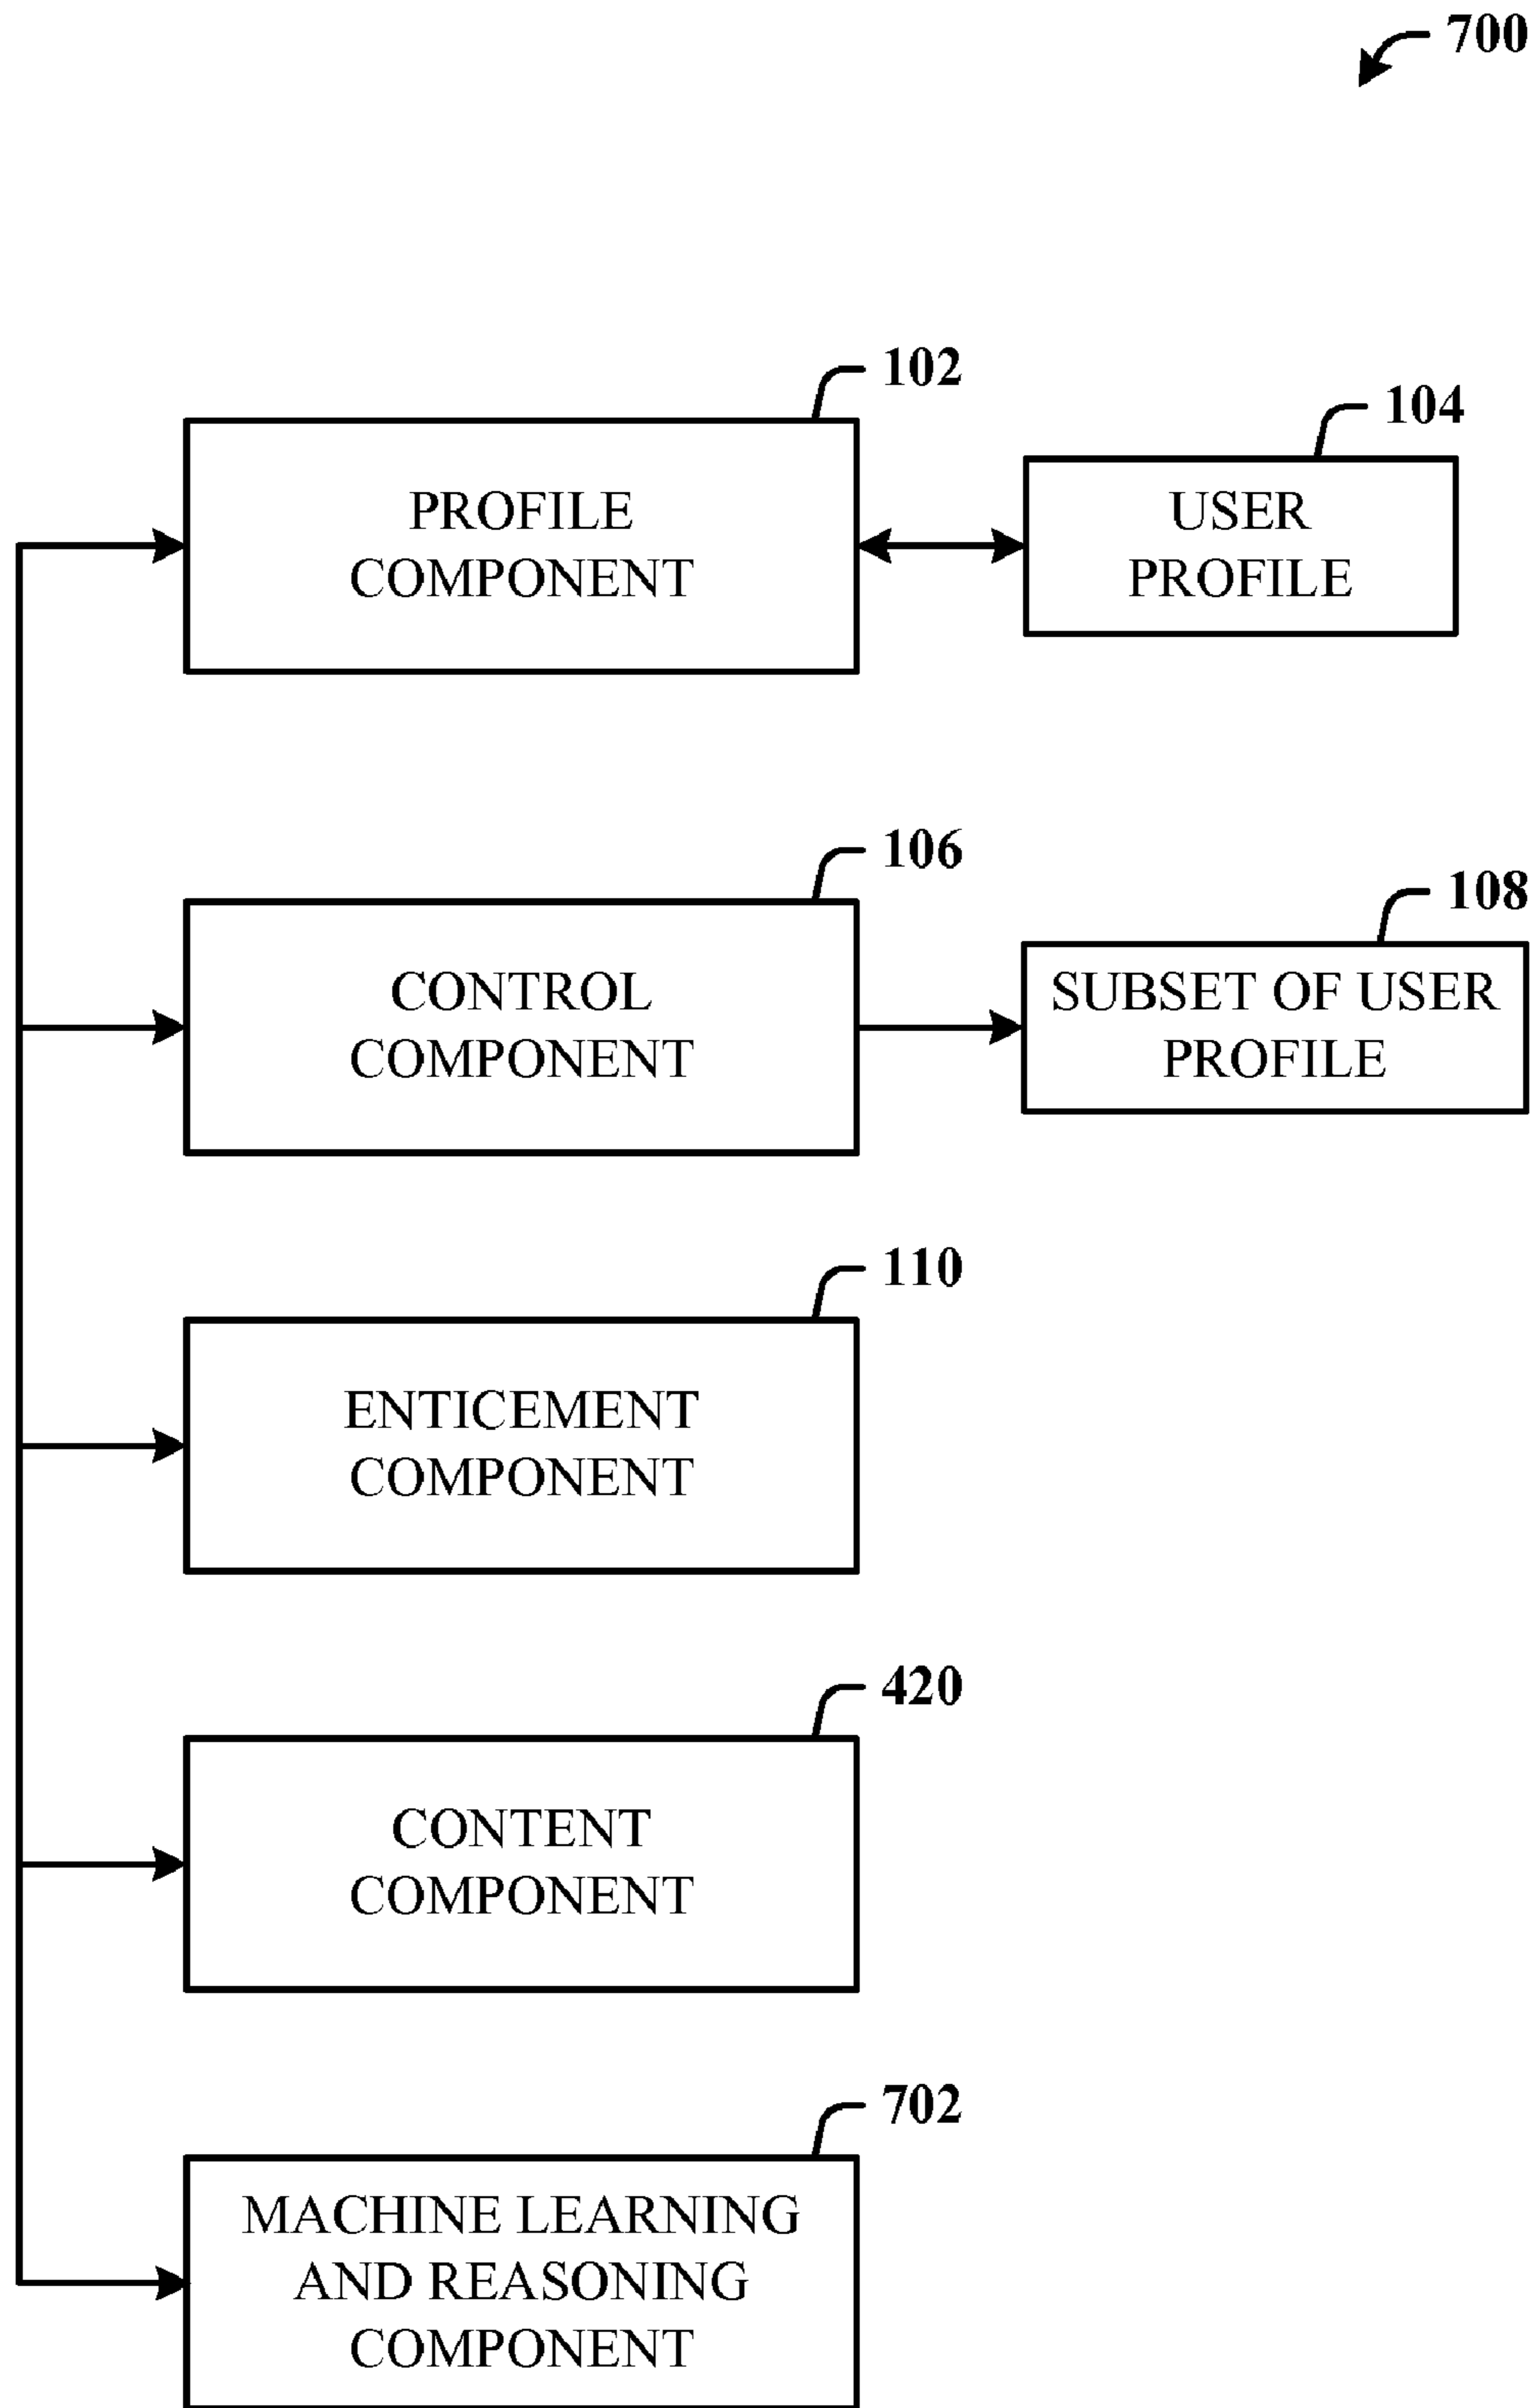 700
102
104
PROFILE
COMPONENT
USER
PROFILE
106
108
CONTROL
COMPONENT
SUBSET OF USER
PROFILE
110
ENTICEMENT
COMPONENT
420
CONTENT
COMPONENT
702
MACHINE LEARNING
AND REASONING
COMPONENT